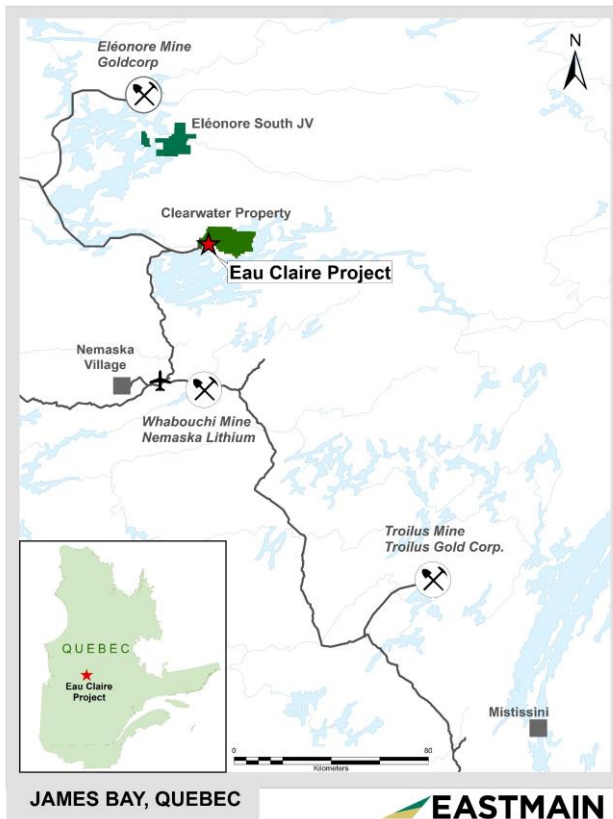 Eléonore Mine
Goldcorp
N
Eléonore South JV
Clearwater Property
Eau Claire Project
Nemaska
Village
Whabouchi Mine
Nemaska Lithium
Troilus Mine
Troilus Gold Corp.
QUEBEC
Eau Claire
Project
Mistissini
0 80
Kilometers
JAMES BAY, QUEBEC
EASTMAIN